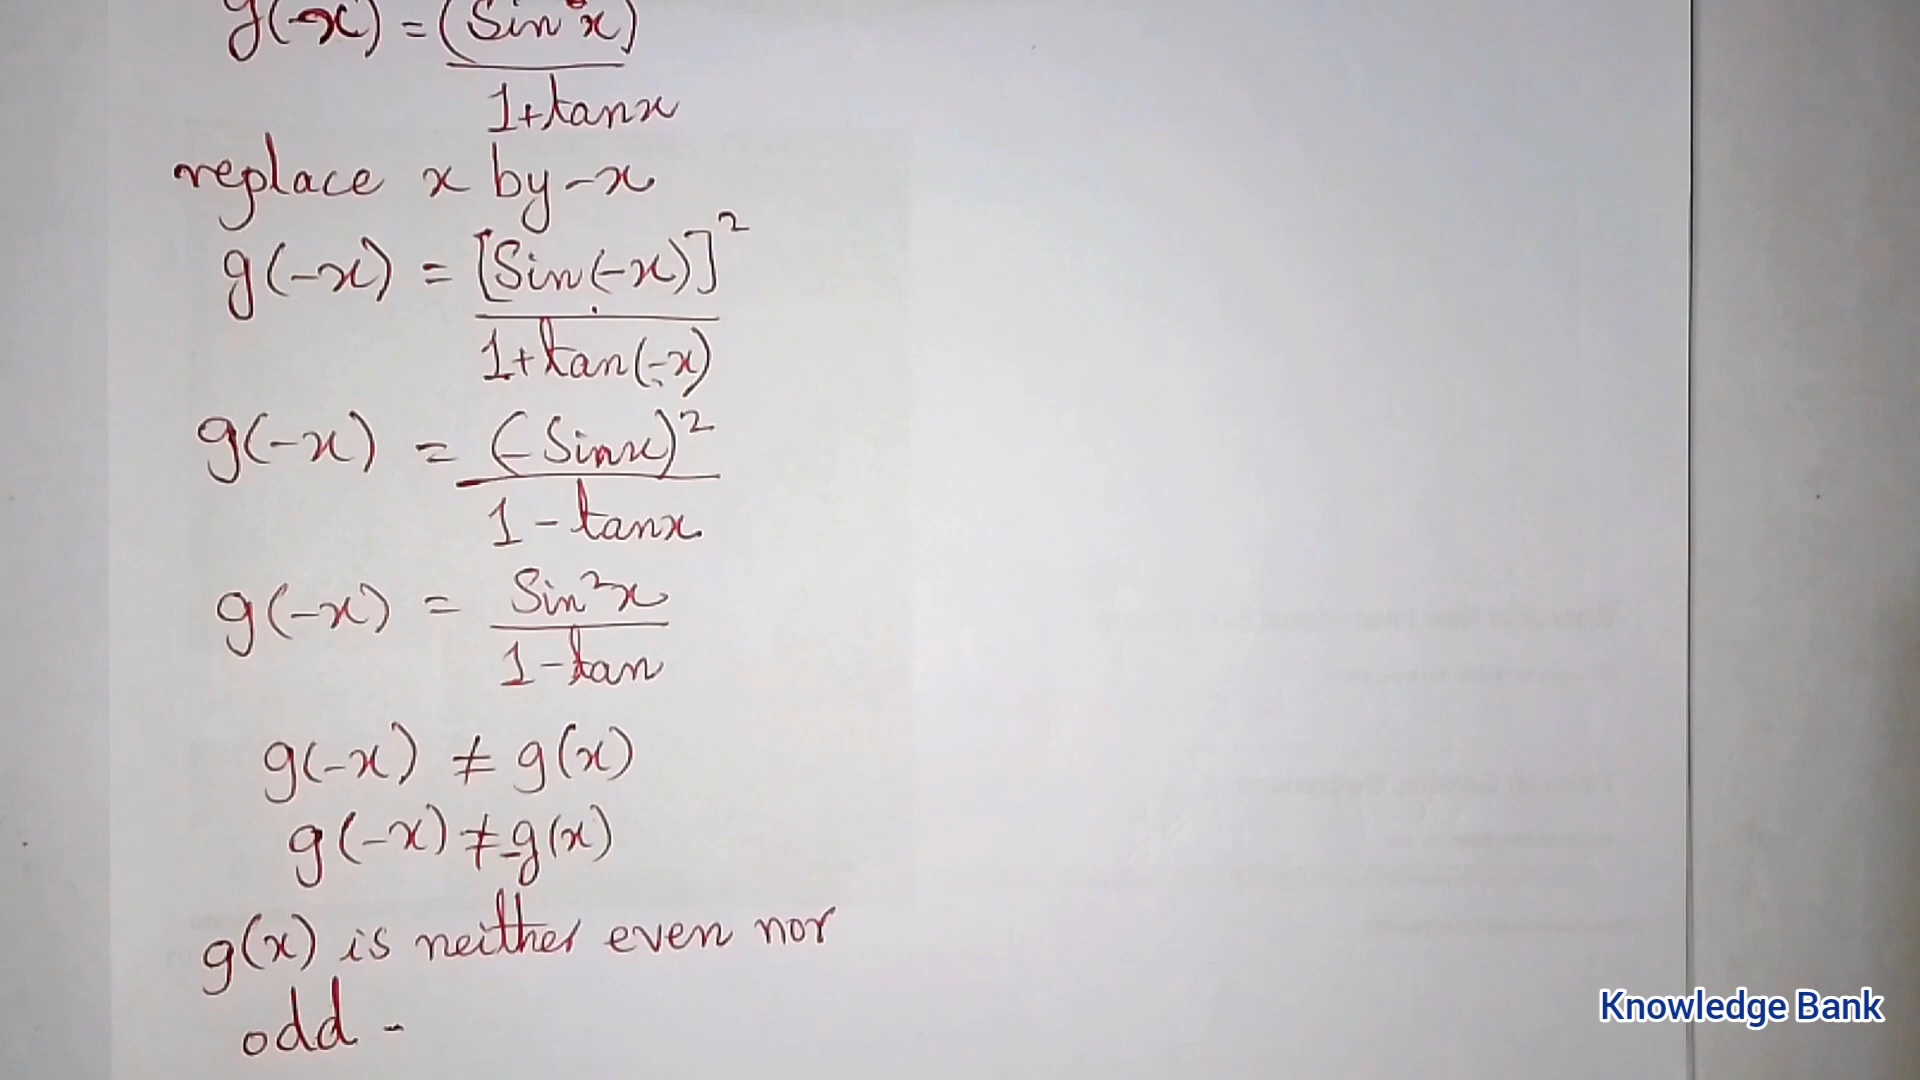 g(-x) = (Sin²x)
1+tanx
replace x by -x
g(-x) = [Sin(-x)]²
1+tan(-x)
g(-x) = (-Sinx)²
1 - tanx
g(-x) = Sin²x
1 - tan
g(-x) ≠ g(x)
g(-x) ≠ -g(x)
g(x) is neither even nor
odd -
Knowledge Bank